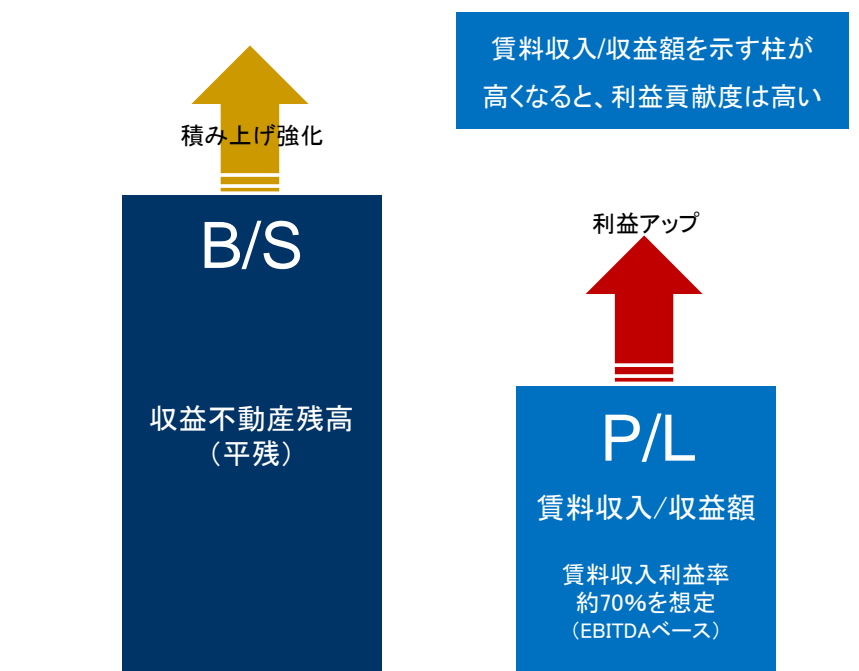 賃料収入/収益額を示す柱が
高くなると、利益貢献度は高い
積み上げ強化
B/S
収益不動産残高
（平残）
利益アップ
P/L
賃料収入/収益額
賃料収入利益率
約70%を想定
（EBITDAベース）